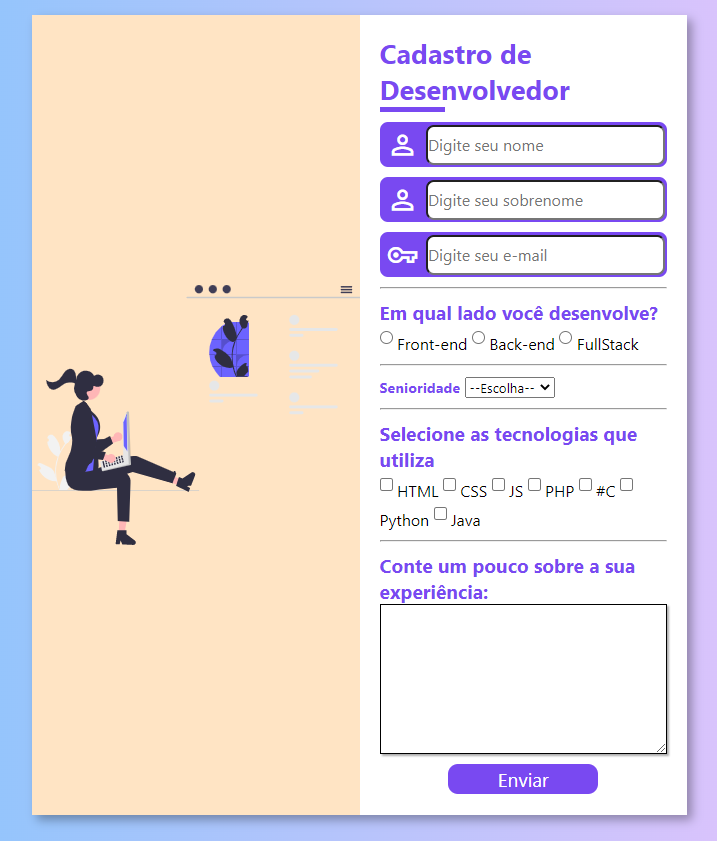 Cadastro de
Desenvolvedor
Digite seu nome
Digite seu sobrenome
Digite seu e-mail
Em qual lado você desenvolve?
Front-end Back-end FullStack
Senioridade --Escolha--
Selecione as tecnologias que
utiliza
HTML CSS JS PHP #C
Python Java
Conte um pouco sobre a sua
experiência:
Enviar